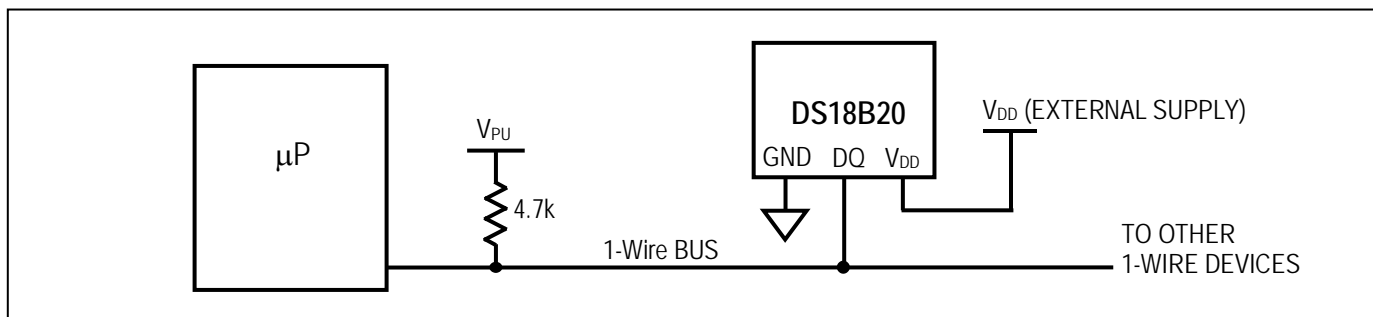 μP
V_PU
4.7k
1-Wire BUS
DS18B20
GND DQ V_DD
V_DD (EXTERNAL SUPPLY)
TO OTHER
1-WIRE DEVICES